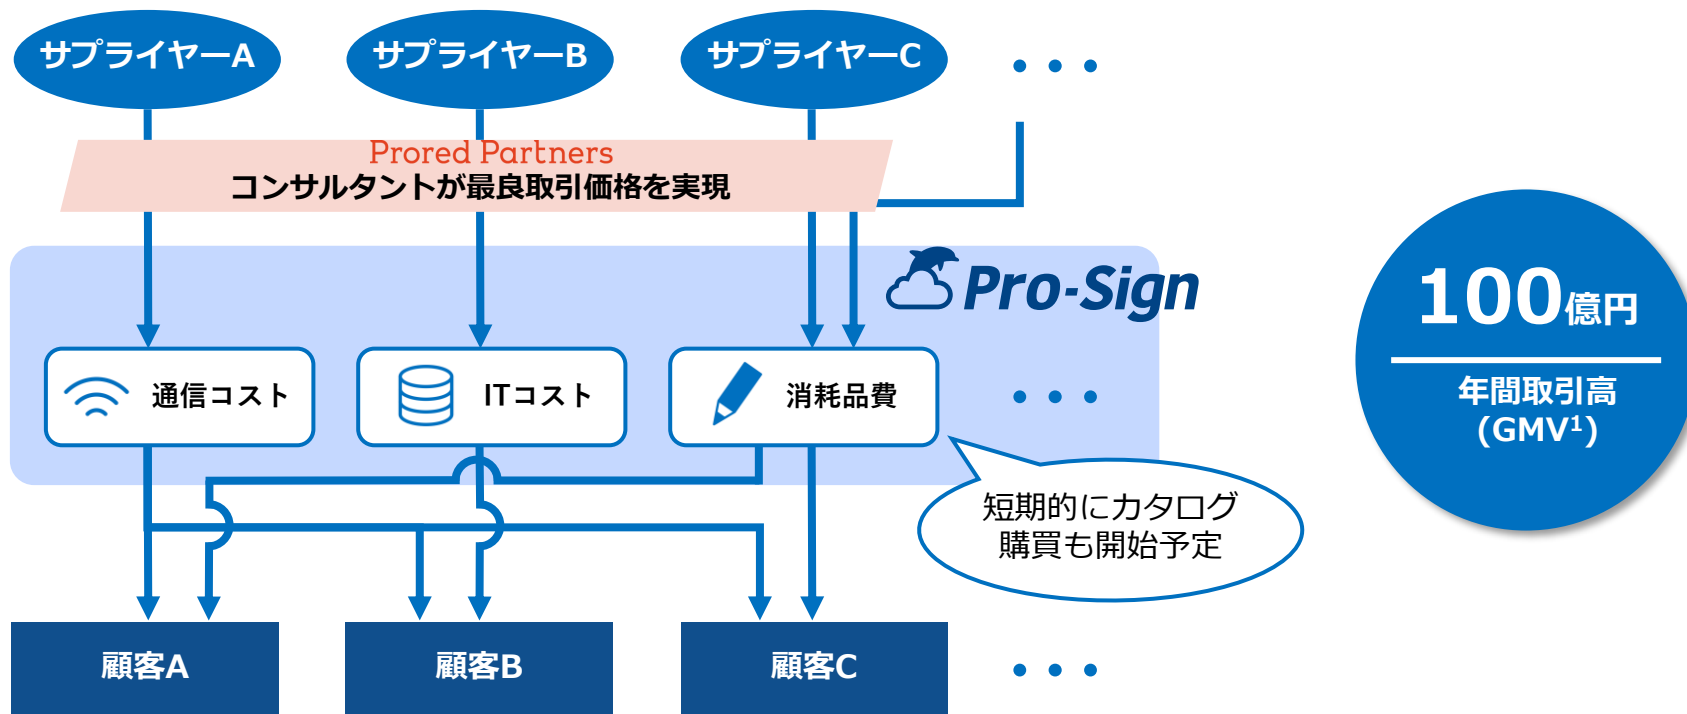 サプライヤーA
サプライヤーB
サプライヤーC
・・・
Prored Partners
コンサルタントが最良取引価格を実現
Pro-Sign
通信コスト
ITコスト
消耗品費
・・・
短期的にカタログ
購買も開始予定
顧客A
顧客B
顧客C
・・・
100億円
年間取引高
(GMV¹)